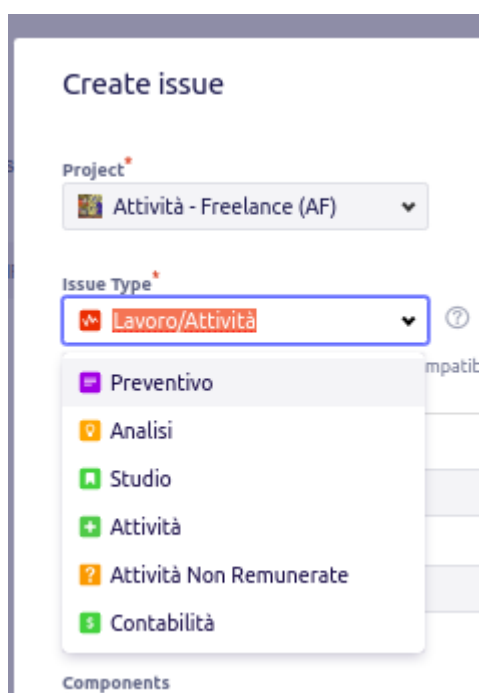 Create issue
Project*
Attività - Freelance (AF)
Issue Type*
Lavoro/Attività
Preventivo
Analisi
Studio
Attività
Attività Non Remunerate
Contabilità
Components